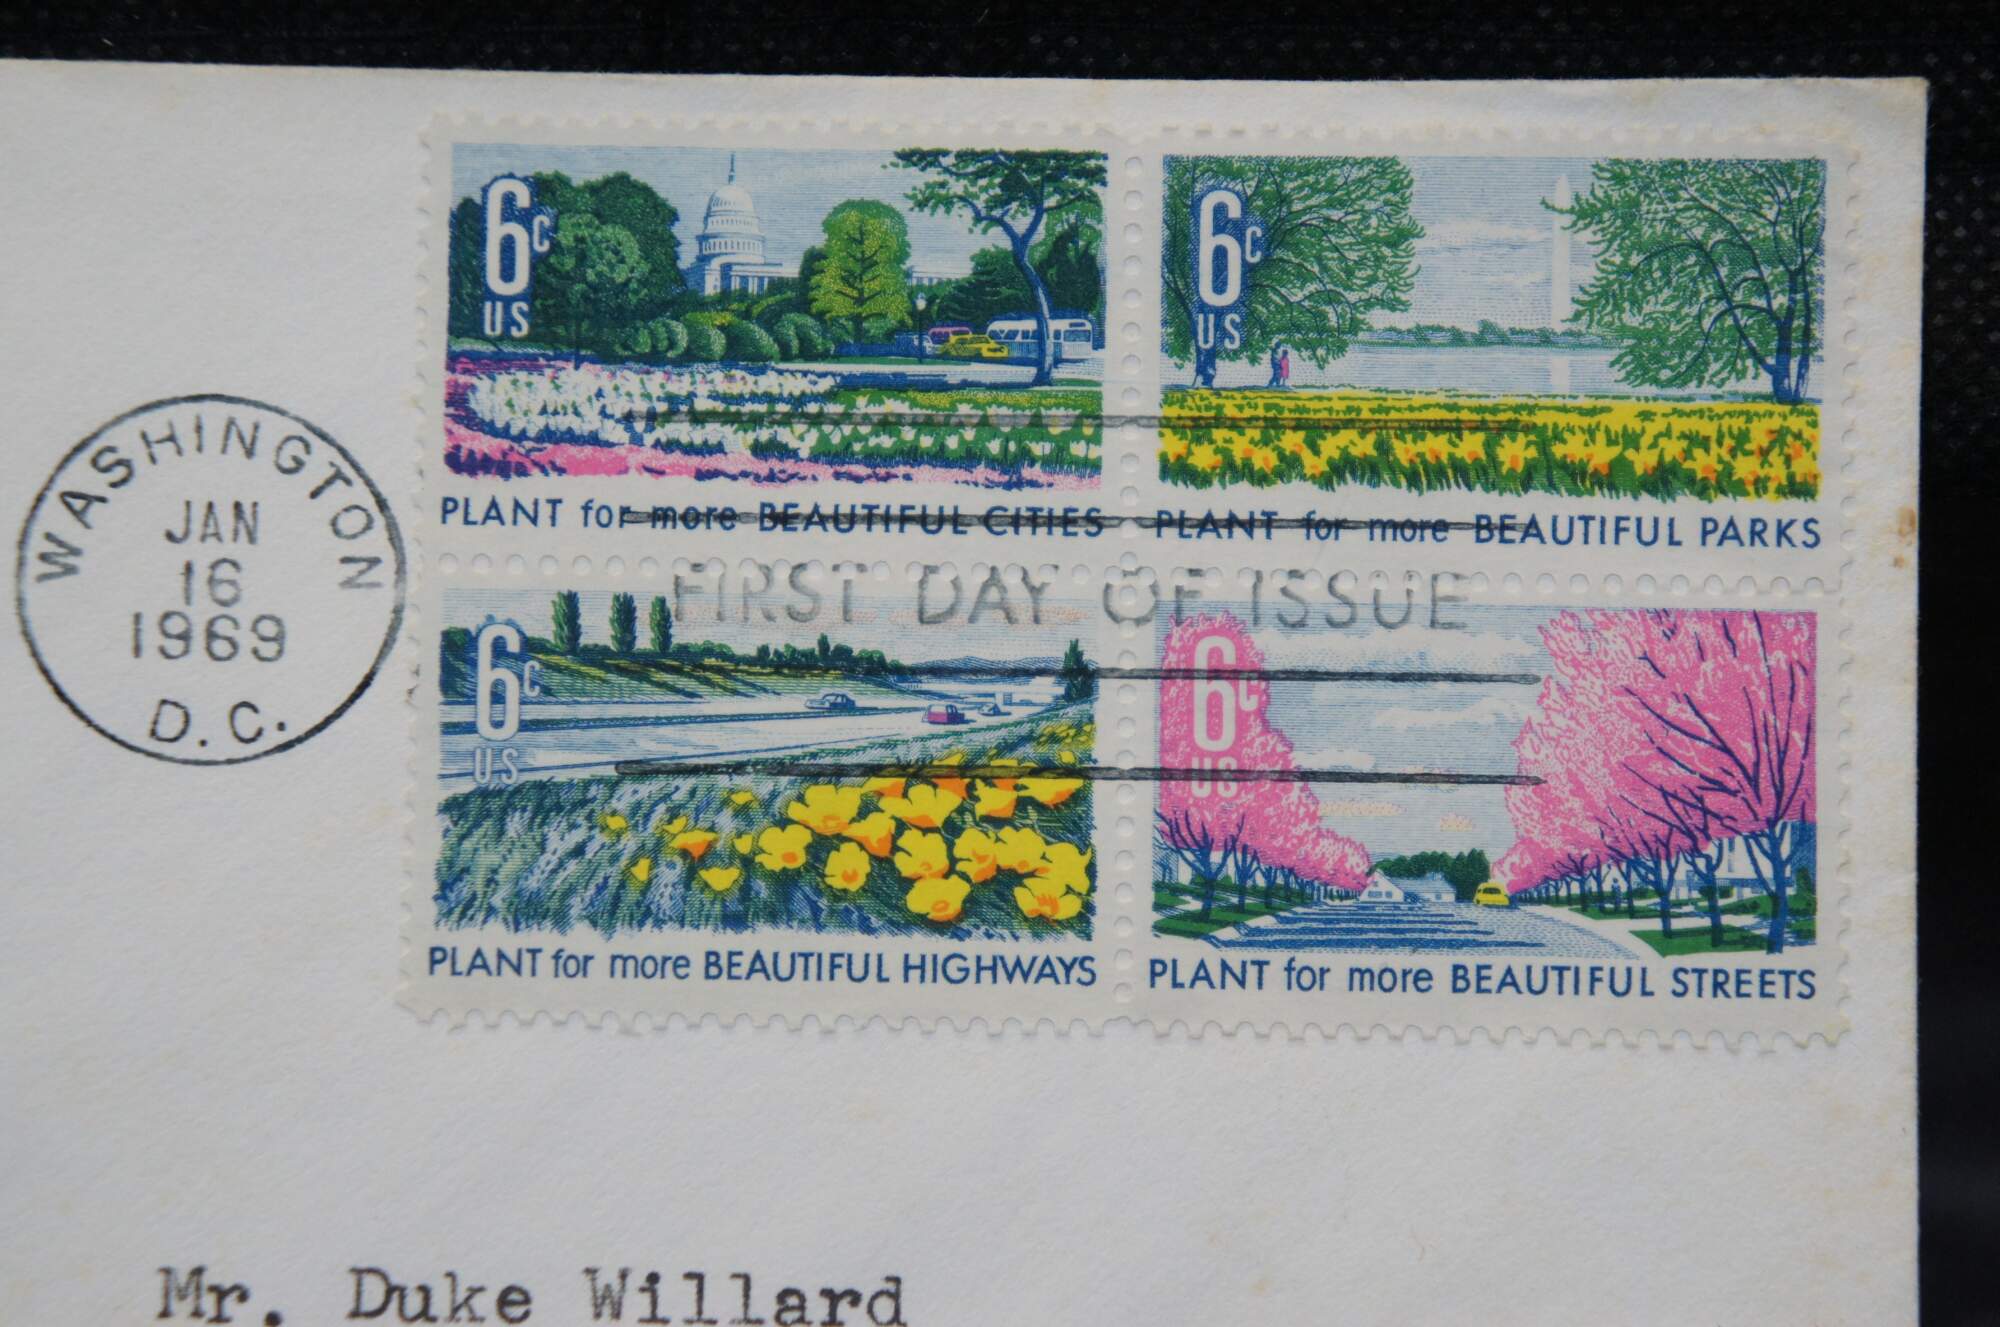 WASHINGTON
JAN
16
1969
D.C.
6c
US
PLANT for more BEAUTIFUL CITIES
6c
US
PLANT for more BEAUTIFUL PARKS
FIRST DAY OF ISSUE
6c
US
PLANT for more BEAUTIFUL HIGHWAYS
6c
US
PLANT for more BEAUTIFUL STREETS
Mr. Duke Willard